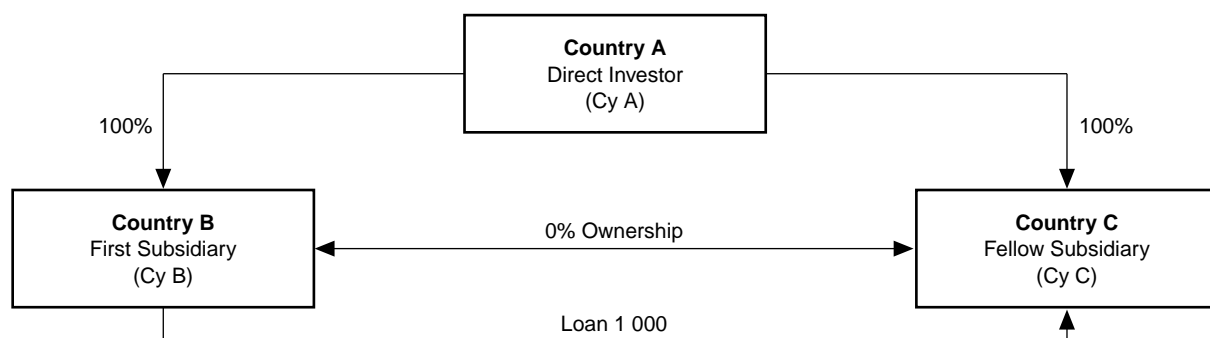 Country A
Direct Investor
(Cy A)
100%
100%
Country B
First Subsidiary
(Cy B)
0% Ownership
Country C
Fellow Subsidiary
(Cy C)
Loan 1 000